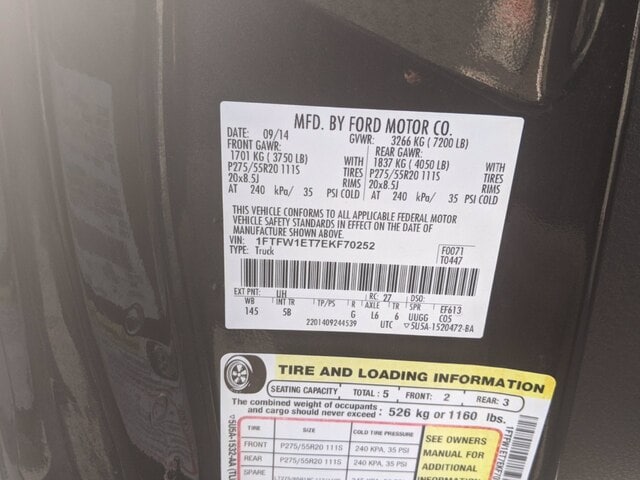 MFD. BY FORD MOTOR CO.
DATE: 09/14 GVWR: 3266 KG ( 7200 LB)
FRONT GAWR: REAR GAWR:
1701 KG ( 3750 LB) WITH 1837 KG ( 4050 LB) WITH
P275/55R20 111S TIRES P275/55R20 111S TIRES
20x8.5J RIMS 20x8.5J RIMS
AT 240 kPa/ 35 PSI COLD AT 240 kPa/ 35 PSI COLD
THIS VEHICLE CONFORMS TO ALL APPLICABLE FEDERAL MOTOR
VEHICLE SAFETY STANDARDS IN EFFECT ON THE DATE OF
MANUFACTURE SHOWN ABOVE.
VIN: 1FTFW1ET7EKF70252 F0071
TYPE: Truck T0447
EXT PNT: UH RC: 27 DSO:
WB INT TR TP/PS R AXLE TR SPR EF613
145 5B G L6 6 UUGG C05
2201409244539 UTC ▽5U5A-1520472-BA
TIRE AND LOADING INFORMATION
SEATING CAPACITY TOTAL : 5 FRONT: 2 REAR: 3
The combined weight of occupants
and cargo should never exceed : 526 kg or 1160 lbs.
TIRE SIZE COLD TIRE PRESSURE
FRONT P275/55R20 111S 240 KPA, 35 PSI
REAR P275/55R20 111S 240 KPA, 35 PSI
SPARE
SEE OWNERS
MANUAL FOR
ADDITIONAL